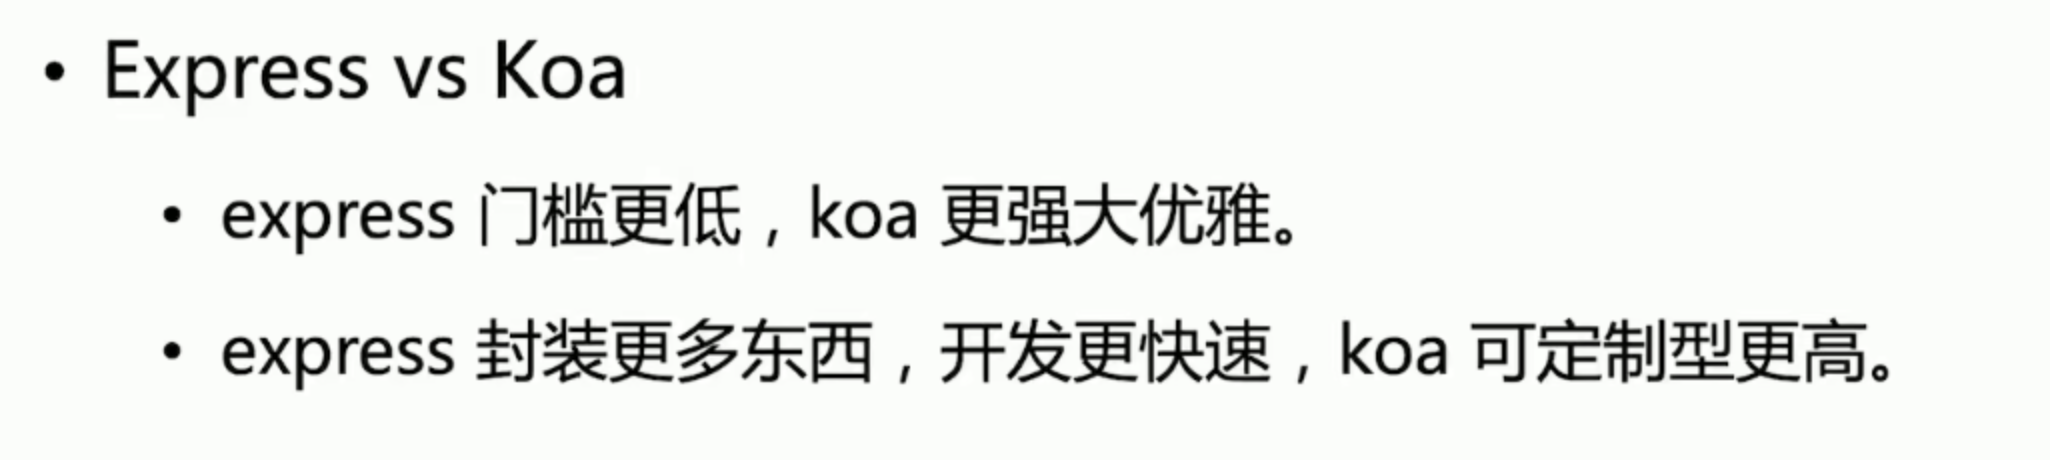 • Express vs Koa
• express 门槛更低，koa 更强大优雅。
• express 封装更多东西，开发更快速，koa 可定制型更高。